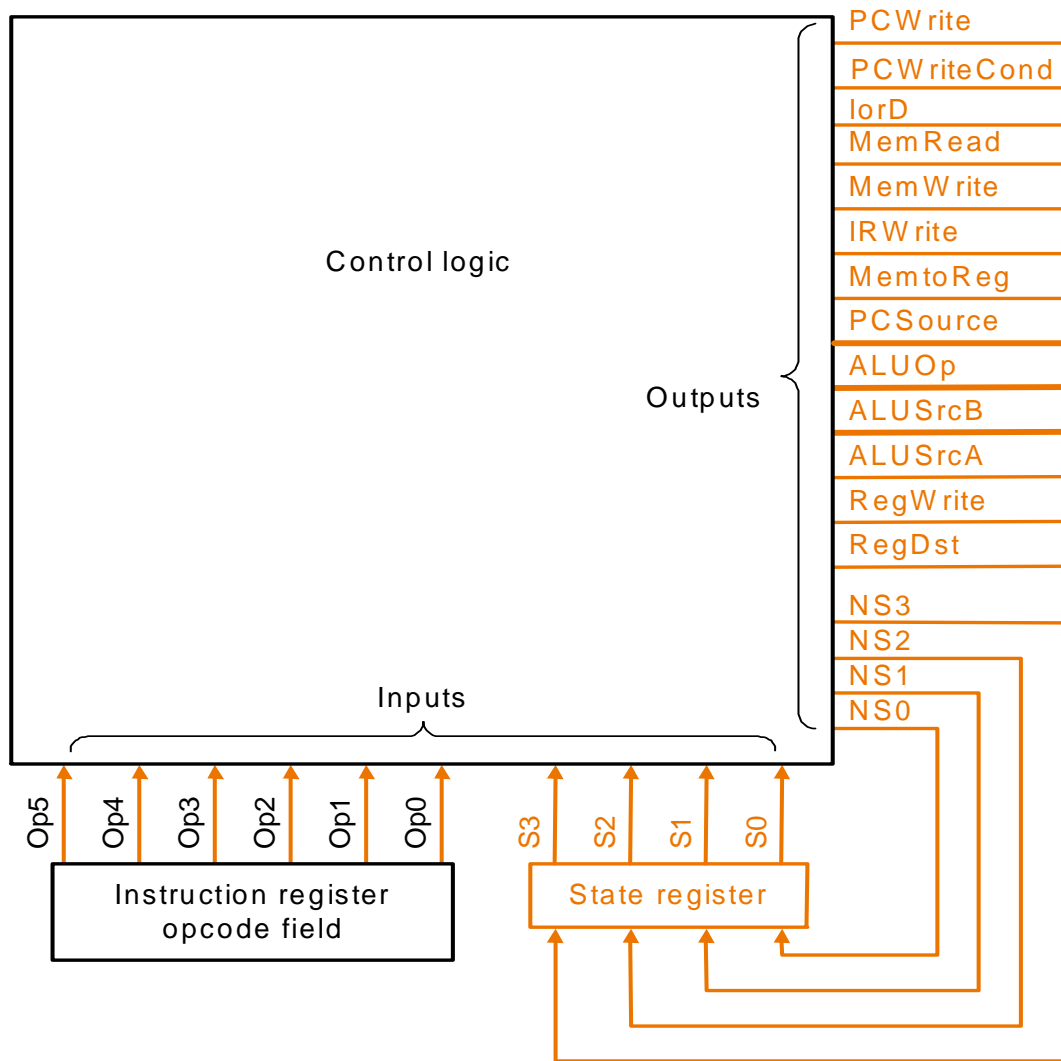 PCWrite
PCWriteCond
IorD
MemRead
MemWrite
IRWrite
MemtoReg
PCSource
ALUOp
ALUSrcB
ALUSrcA
RegWrite
RegDst
NS3
NS2
NS1
NS0
Control logic
Outputs
Inputs
Op5
Op4
Op3
Op2
Op1
Op0
S3
S2
S1
S0
Instruction register
opcode field
State register